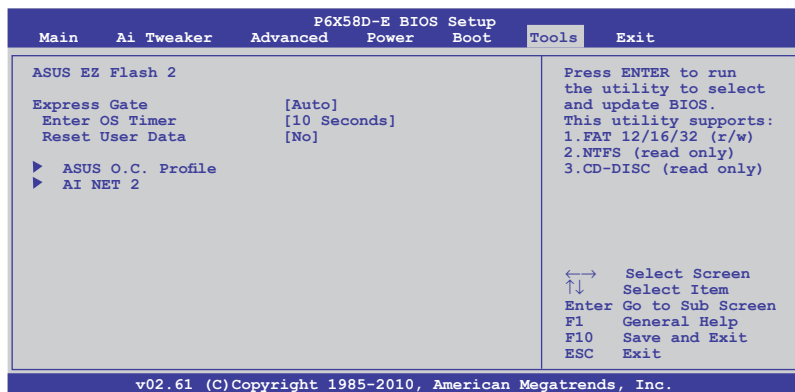 P6X58D-E BIOS Setup
Main Ai Tweaker Advanced Power Boot Tools Exit
ASUS EZ Flash 2
Express Gate [Auto]
Enter OS Timer [10 Seconds]
Reset User Data [No]
ASUS O.C. Profile
AI NET 2
Press ENTER to run
the utility to select
and update BIOS.
This utility supports:
1.FAT 12/16/32 (r/w)
2.NTFS (read only)
3.CD-DISC (read only)
←→ Select Screen
↑↓ Select Item
Enter Go to Sub Screen
F1 General Help
F10 Save and Exit
ESC Exit
v02.61 (C)Copyright 1985-2010, American Megatrends, Inc.